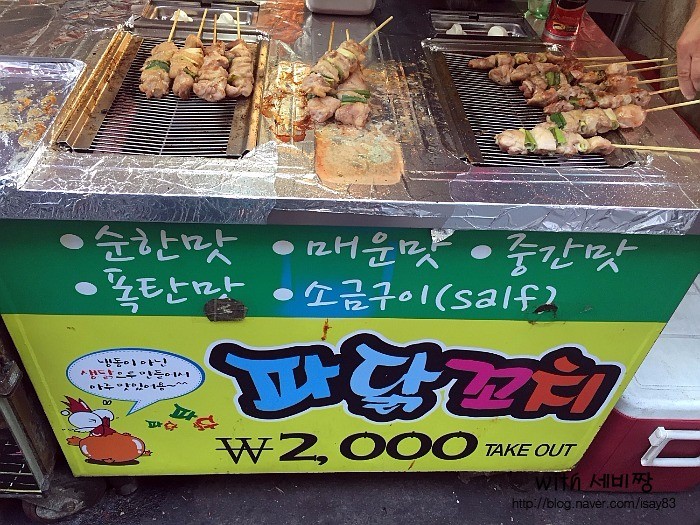 ● 순한맛 ● 매운맛 ● 중간맛
● 폭탄맛 ● 소금구이(salf)
냉동이 아닌
생닭으로 만들어서
아주 맛있어용~~
파닭꼬치
파닭
₩2,000 TAKE OUT
with 세비짱
http://blog.naver.com/isay83